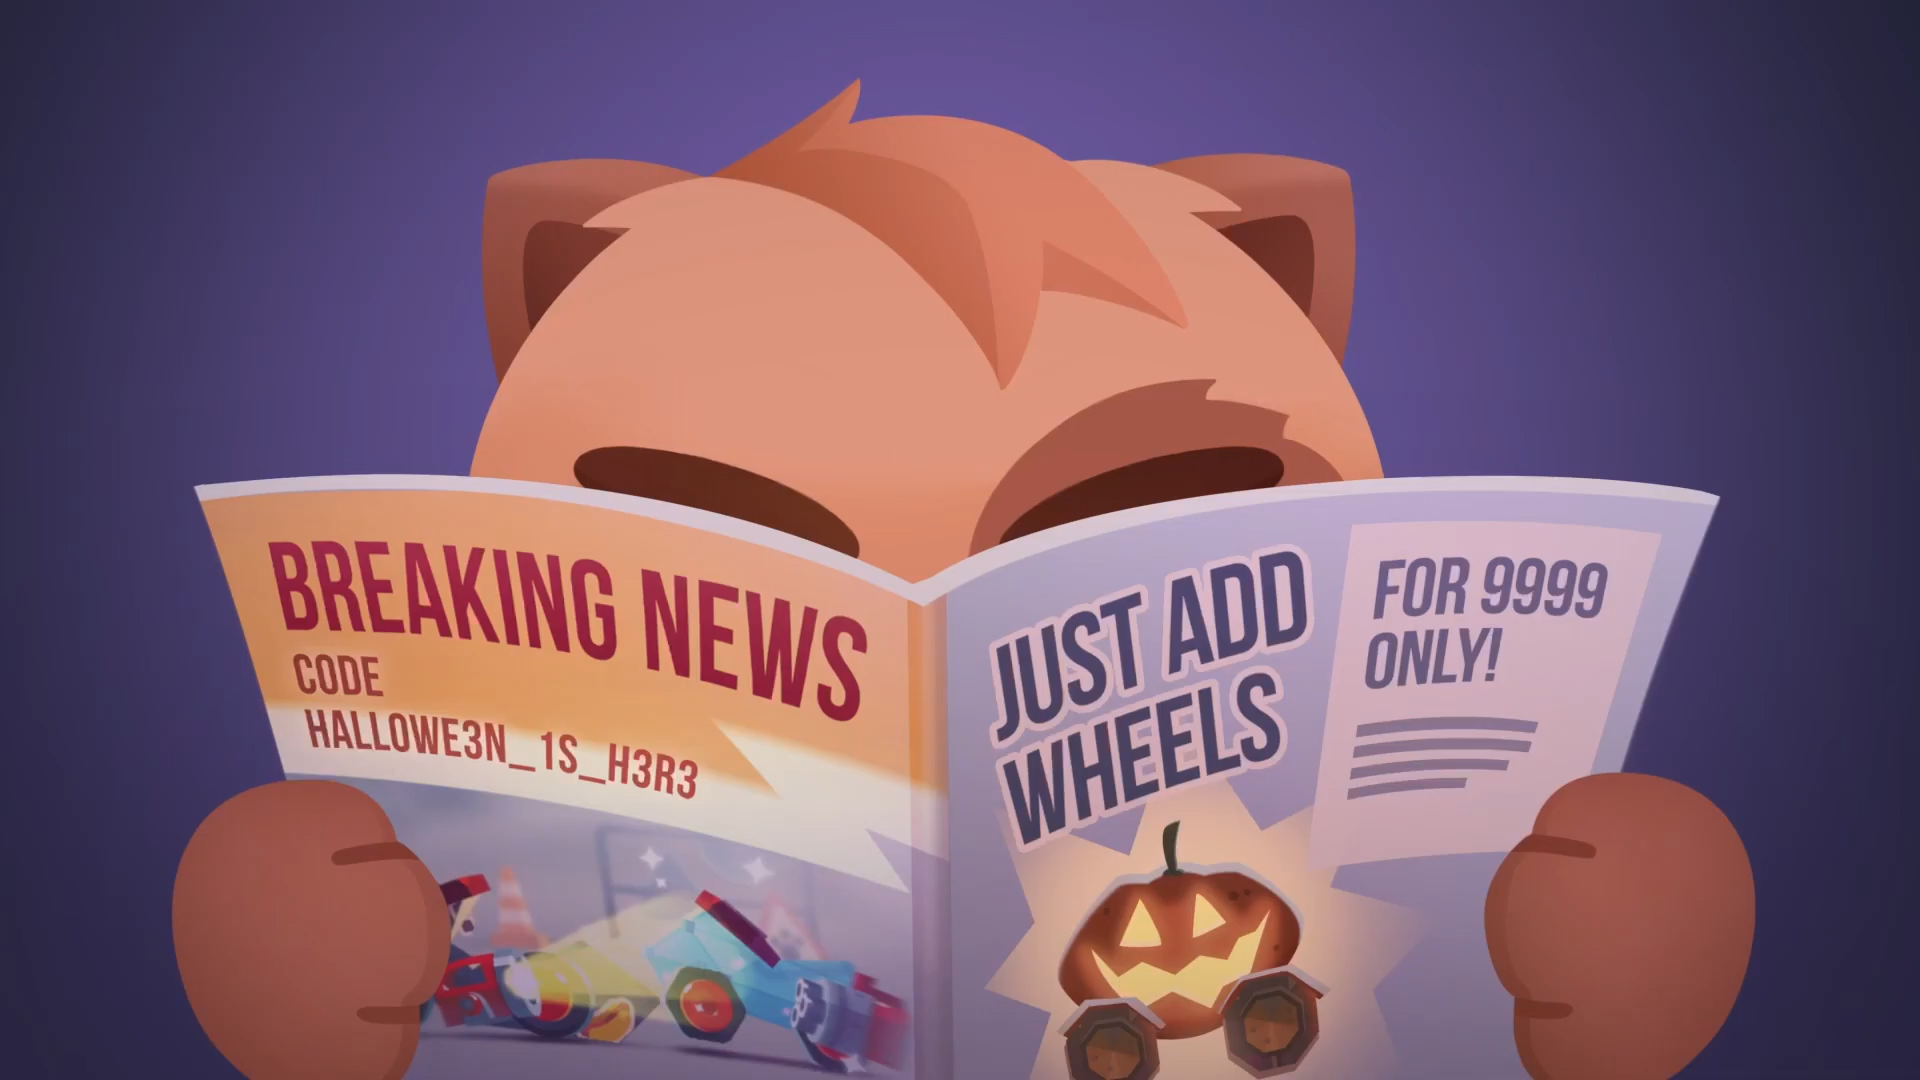 BREAKING NEWS
CODE
HALLOWE3N_1S_H3R3
JUST ADD
WHEELS
FOR 9999
ONLY!